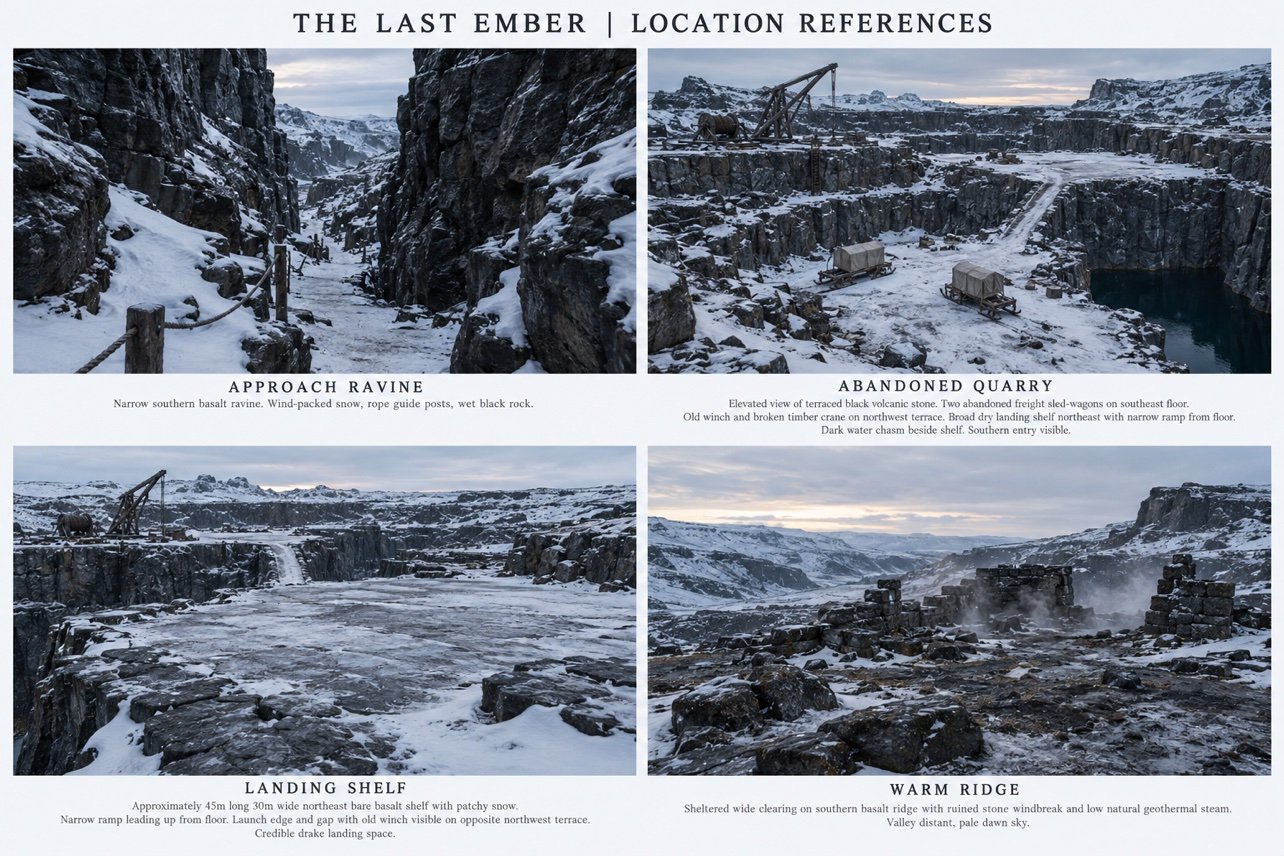 THE LAST EMBER | LOCATION REFERENCES
APPROACH RAVINE
Narrow southern basalt ravine. Wind-packed snow, rope guide posts, wet black rock.
ABANDONED QUARRY
Elevated view of terraced black volcanic stone. Two abandoned freight sled-wagons on southeast floor.
Old winch and broken timber crane on northwest terrace. Broad dry landing shelf northeast with narrow ramp from floor.
Dark water chasm beside shelf. Southern entry visible.
LANDING SHELF
Approximately 45m long 30m wide northeast bare basalt shelf with patchy snow.
Narrow ramp leading up from floor. Launch edge and gap with old winch visible on opposite northwest terrace.
Credible drake landing space.
WARM RIDGE
Sheltered wide clearing on southern basalt ridge with ruined stone windbreak and low natural geothermal steam.
Valley distant, pale dawn sky.